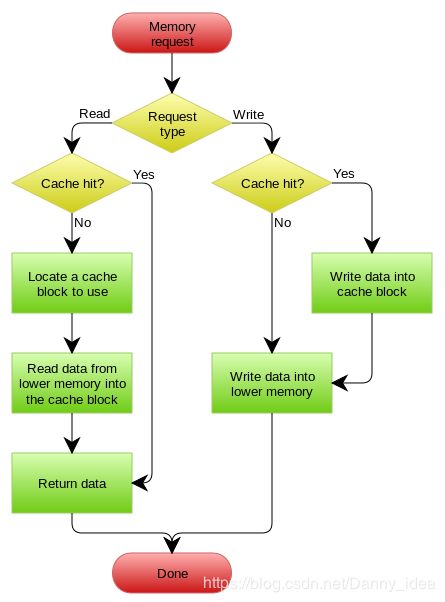 Memory
request
Read
Request
type
Write
Cache hit?
Yes
Cache hit?
Yes
No
No
Locate a cache
block to use
Write data into
cache block
Read data from
lower memory into
the cache block
Write data into
lower memory
Return data
Done
https://blog.csdn.net/Danny_idea